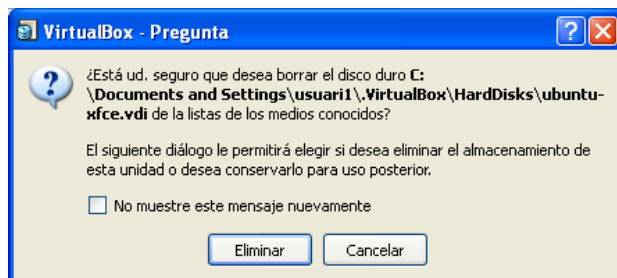 VirtualBox - Pregunta
¿Está ud. seguro que desea borrar el disco duro C:
\Documents and Settings\usuari1\.VirtualBox\HardDisks\ubuntu-
xfce.vdi de la listas de los medios conocidos?
El siguiente diálogo le permitirá elegir si desea eliminar el almacenamiento de
esta unidad o desea conservarlo para uso posterior.
No muestre este mensaje nuevamente
Eliminar Cancelar